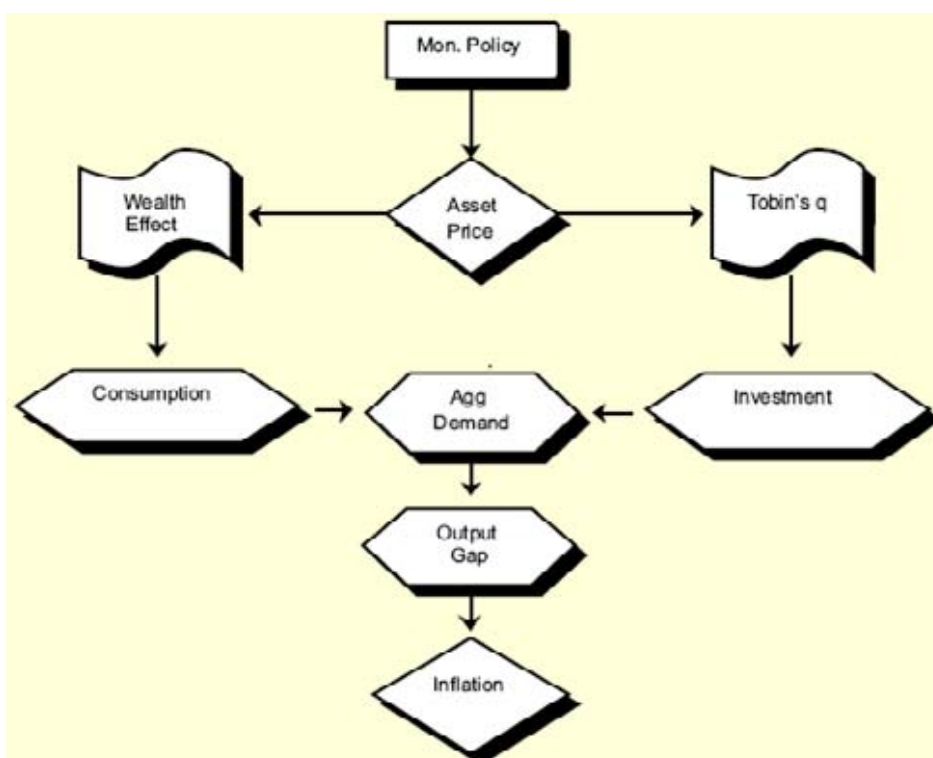 Mon. Policy
Wealth
Effect
Asset
Price
Tobin's q
Consumption
Agg
Demand
Investment
Output
Gap
Inflation